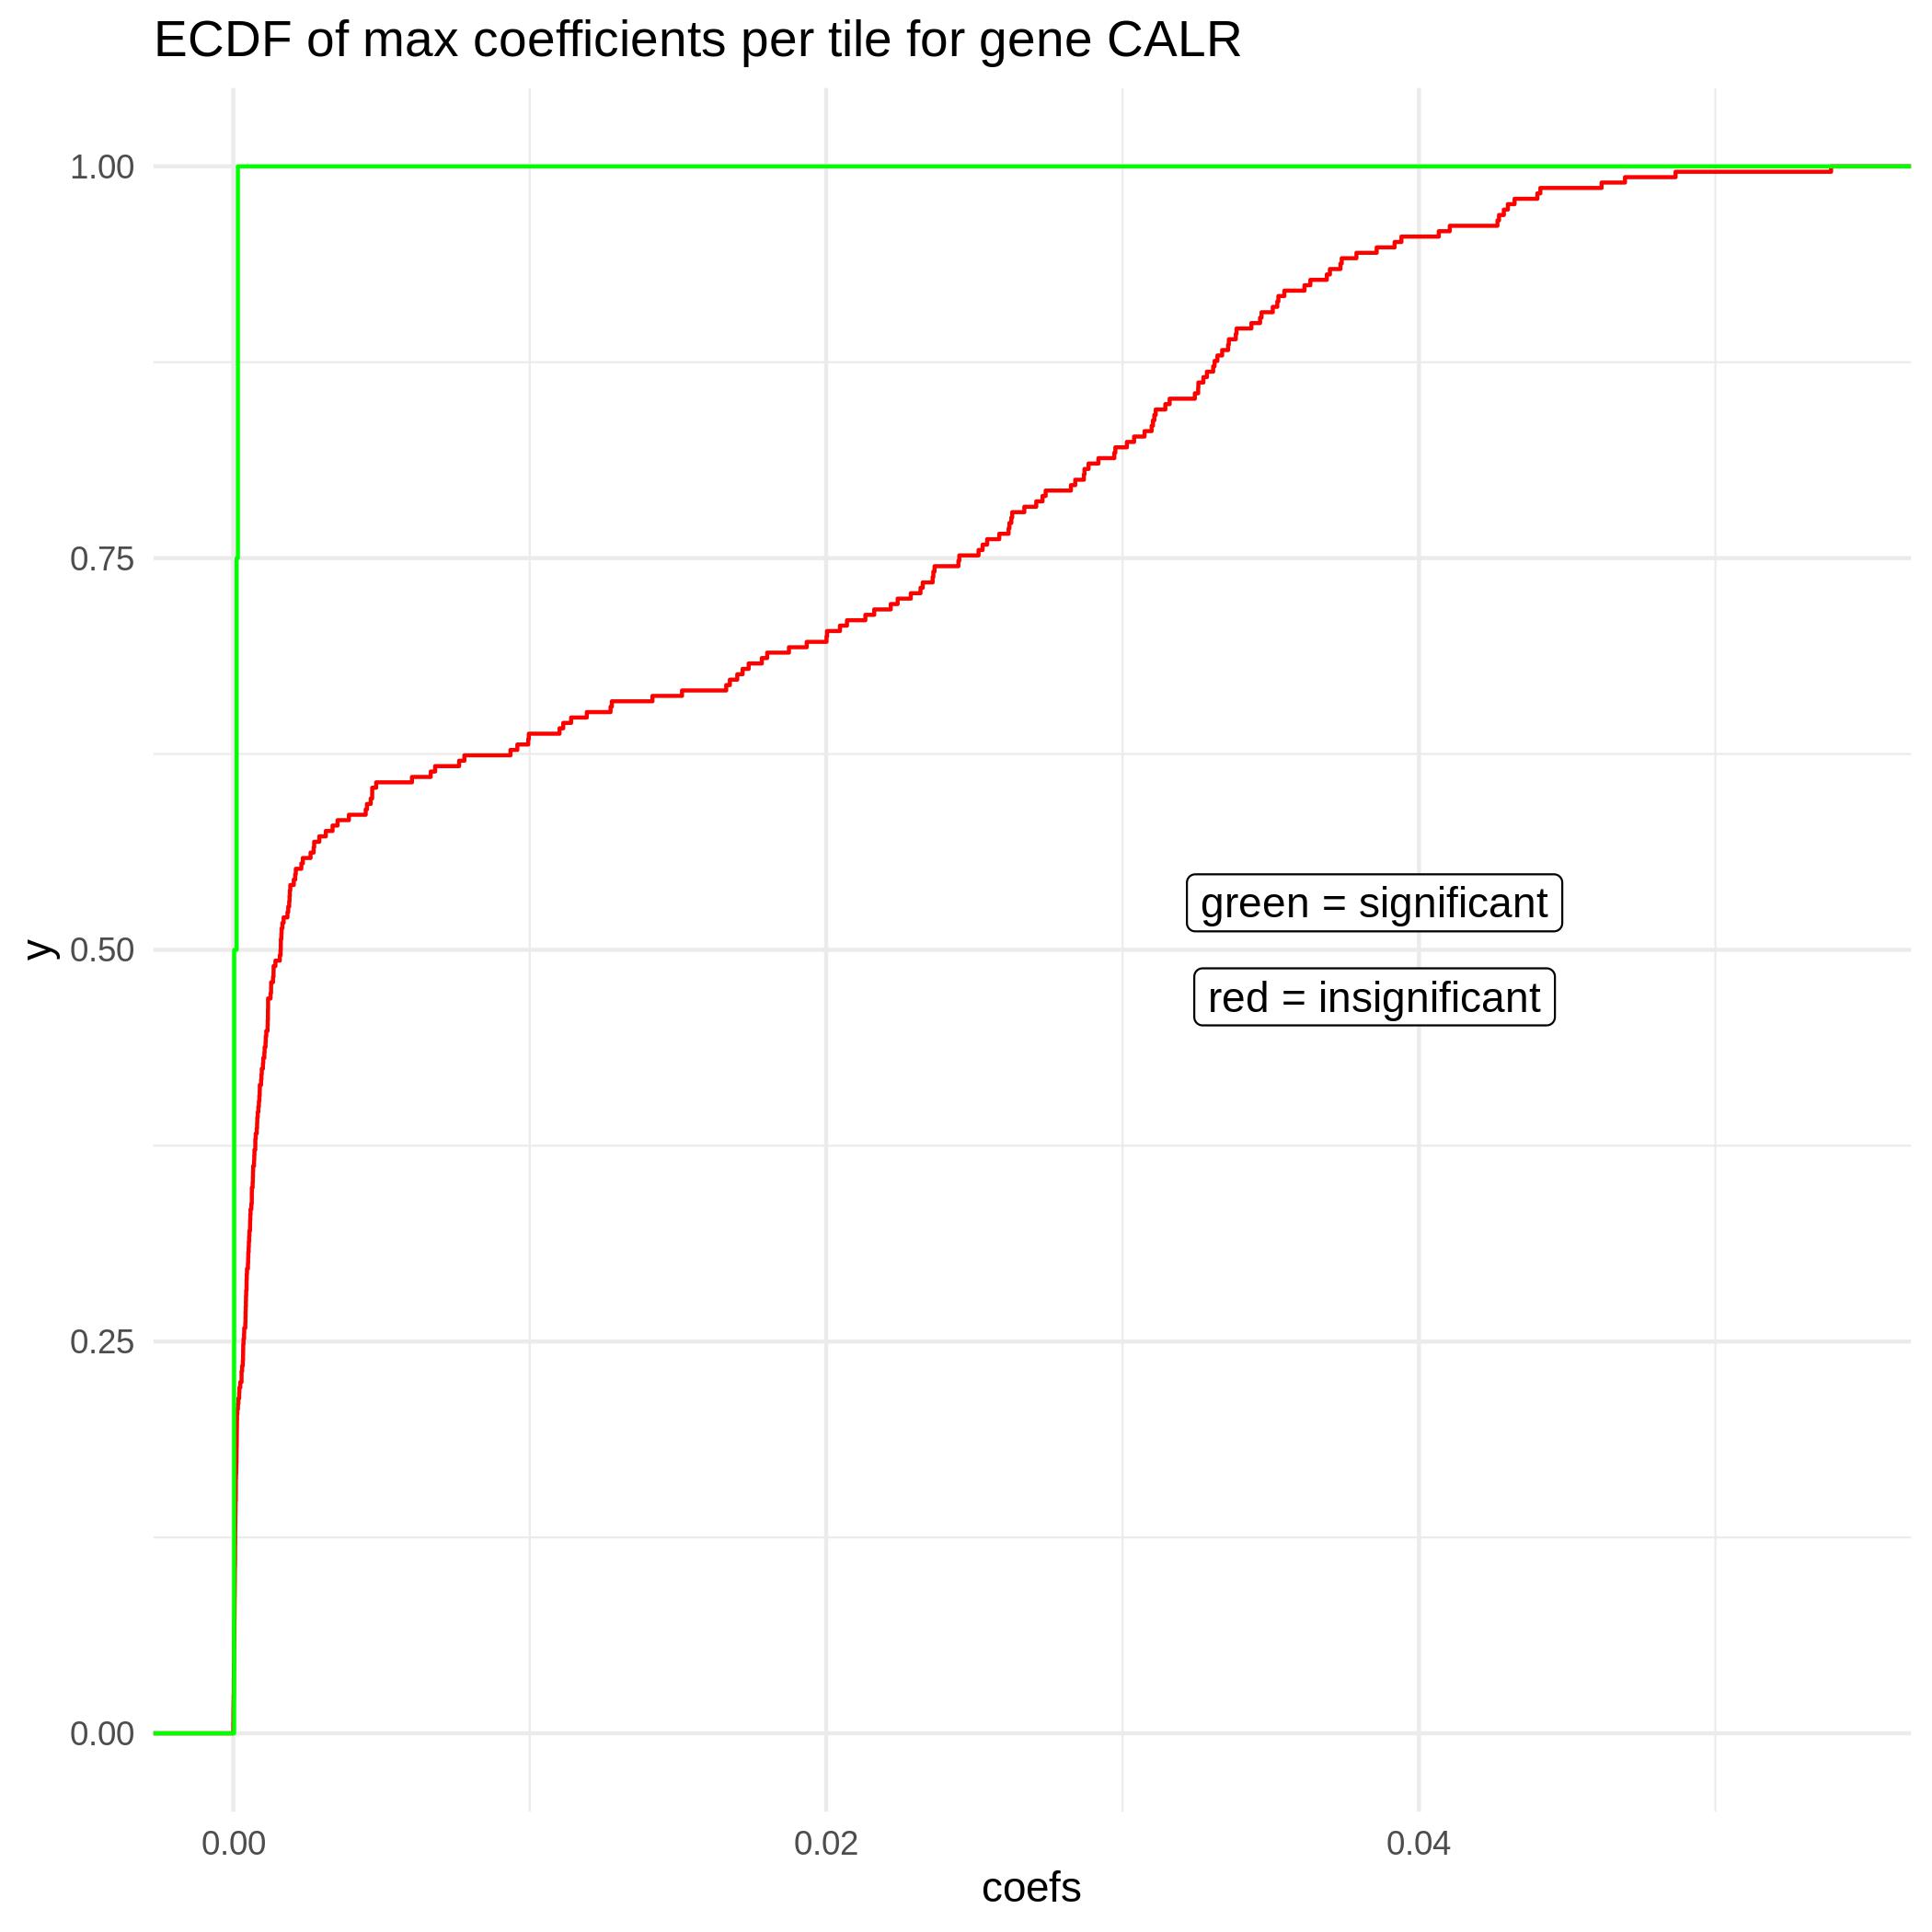 ECDF of max coefficients per tile for gene CALR
1.00
0.75
0.50
0.25
0.00
y
green = significant
red = insignificant
0.00 0.02 0.04
coefs